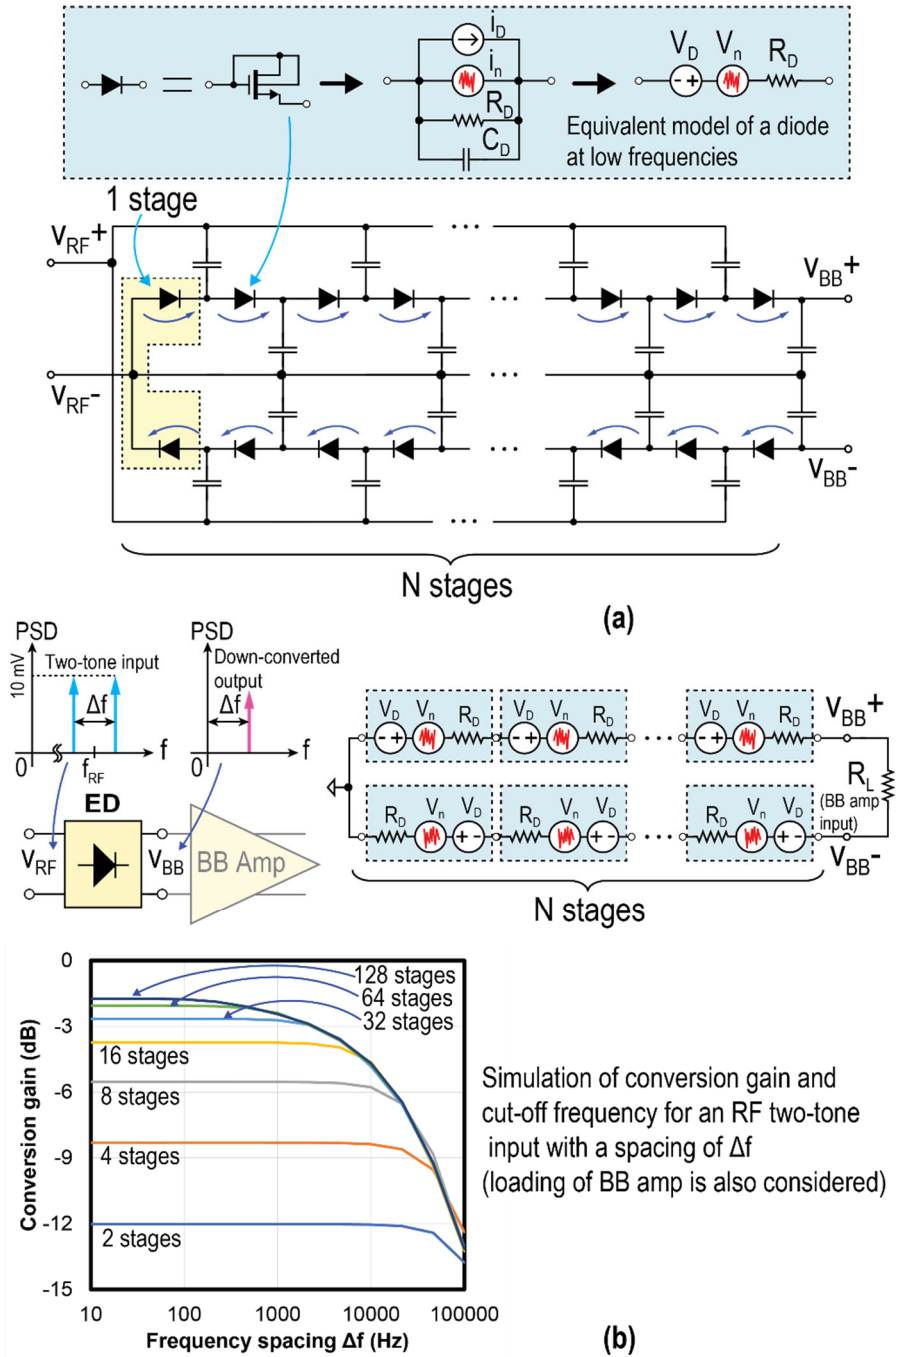 i_D
i_n
V_D V_n R_D
R_D
C_D
Equivalent model of a diode
at low frequencies
1 stage
V_RF+
V_BB+
V_RF-
V_BB-
N stages
(a)
PSD
PSD
10 mV
Two-tone input
Down-converted
output
Δf
Δf
0
f_RF
f
0
f
ED
V_RF
V_BB
BB Amp
V_D V_n R_D
V_D V_n R_D
V_n
V_D R_D
V_BB+
R_L
(BB amp
input)
R_D V_n V_D
R_D V_n V_D
R_D V_n V_D
V_BB-
N stages
0
-3
-6
-9
-12
-15
Conversion gain (dB)
128 stages
64 stages
32 stages
16 stages
8 stages
4 stages
2 stages
10 100 1000 10000 100000
Frequency spacing Δf (Hz)
Simulation of conversion gain and
cut-off frequency for an RF two-tone
input with a spacing of Δf
(loading of BB amp is also considered)
(b)